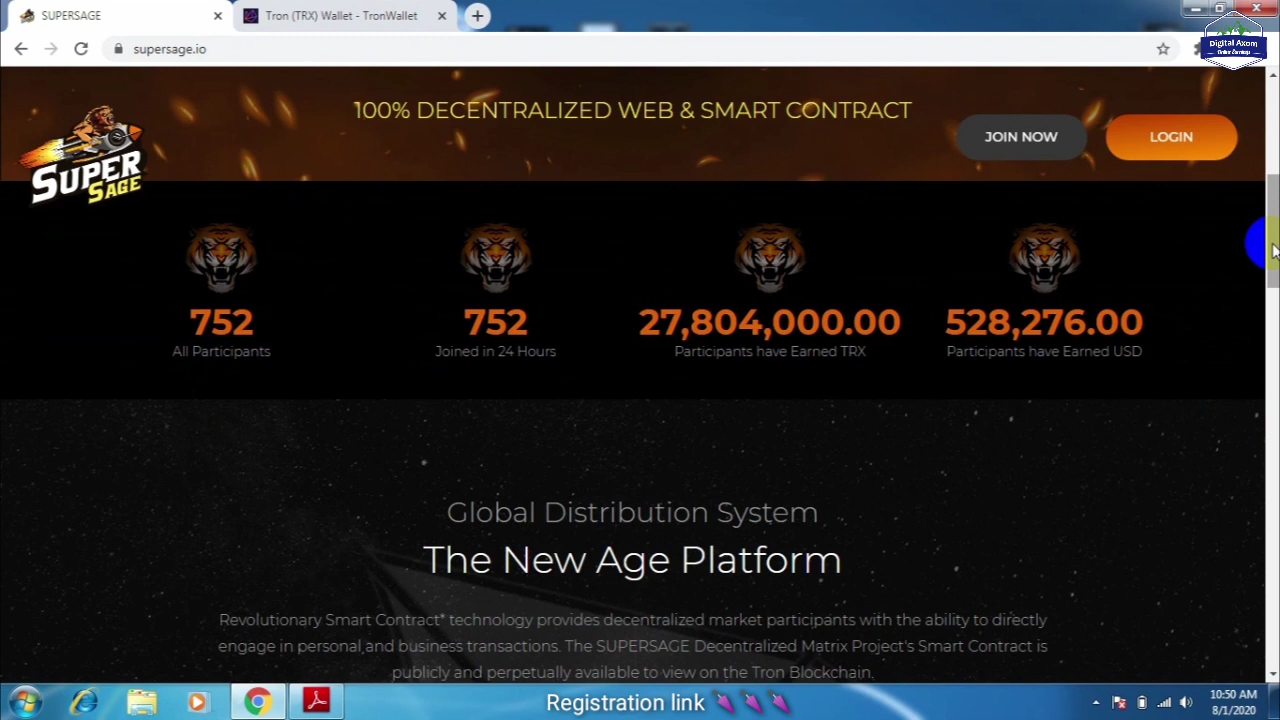 SUPERSAGE
Tron (TRX) Wallet - TronWallet
supersage.io
Digital Axom
Online Earnings
100% DECENTRALIZED WEB & SMART CONTRACT
JOIN NOW
LOGIN
SUPER
SAGE
752
All Participants
752
Joined in 24 Hours
27,804,000.00
Participants have Earned TRX
528,276.00
Participants have Earned USD
Global Distribution System
The New Age Platform
Revolutionary Smart Contract* technology provides decentralized market participants with the ability to directly
engage in personal and business transactions. The SUPERSAGE Decentralized Matrix Project's Smart Contract is
publicly and perpetually available to view on the Tron Blockchain.
Registration link
10:50 AM
8/1/2020